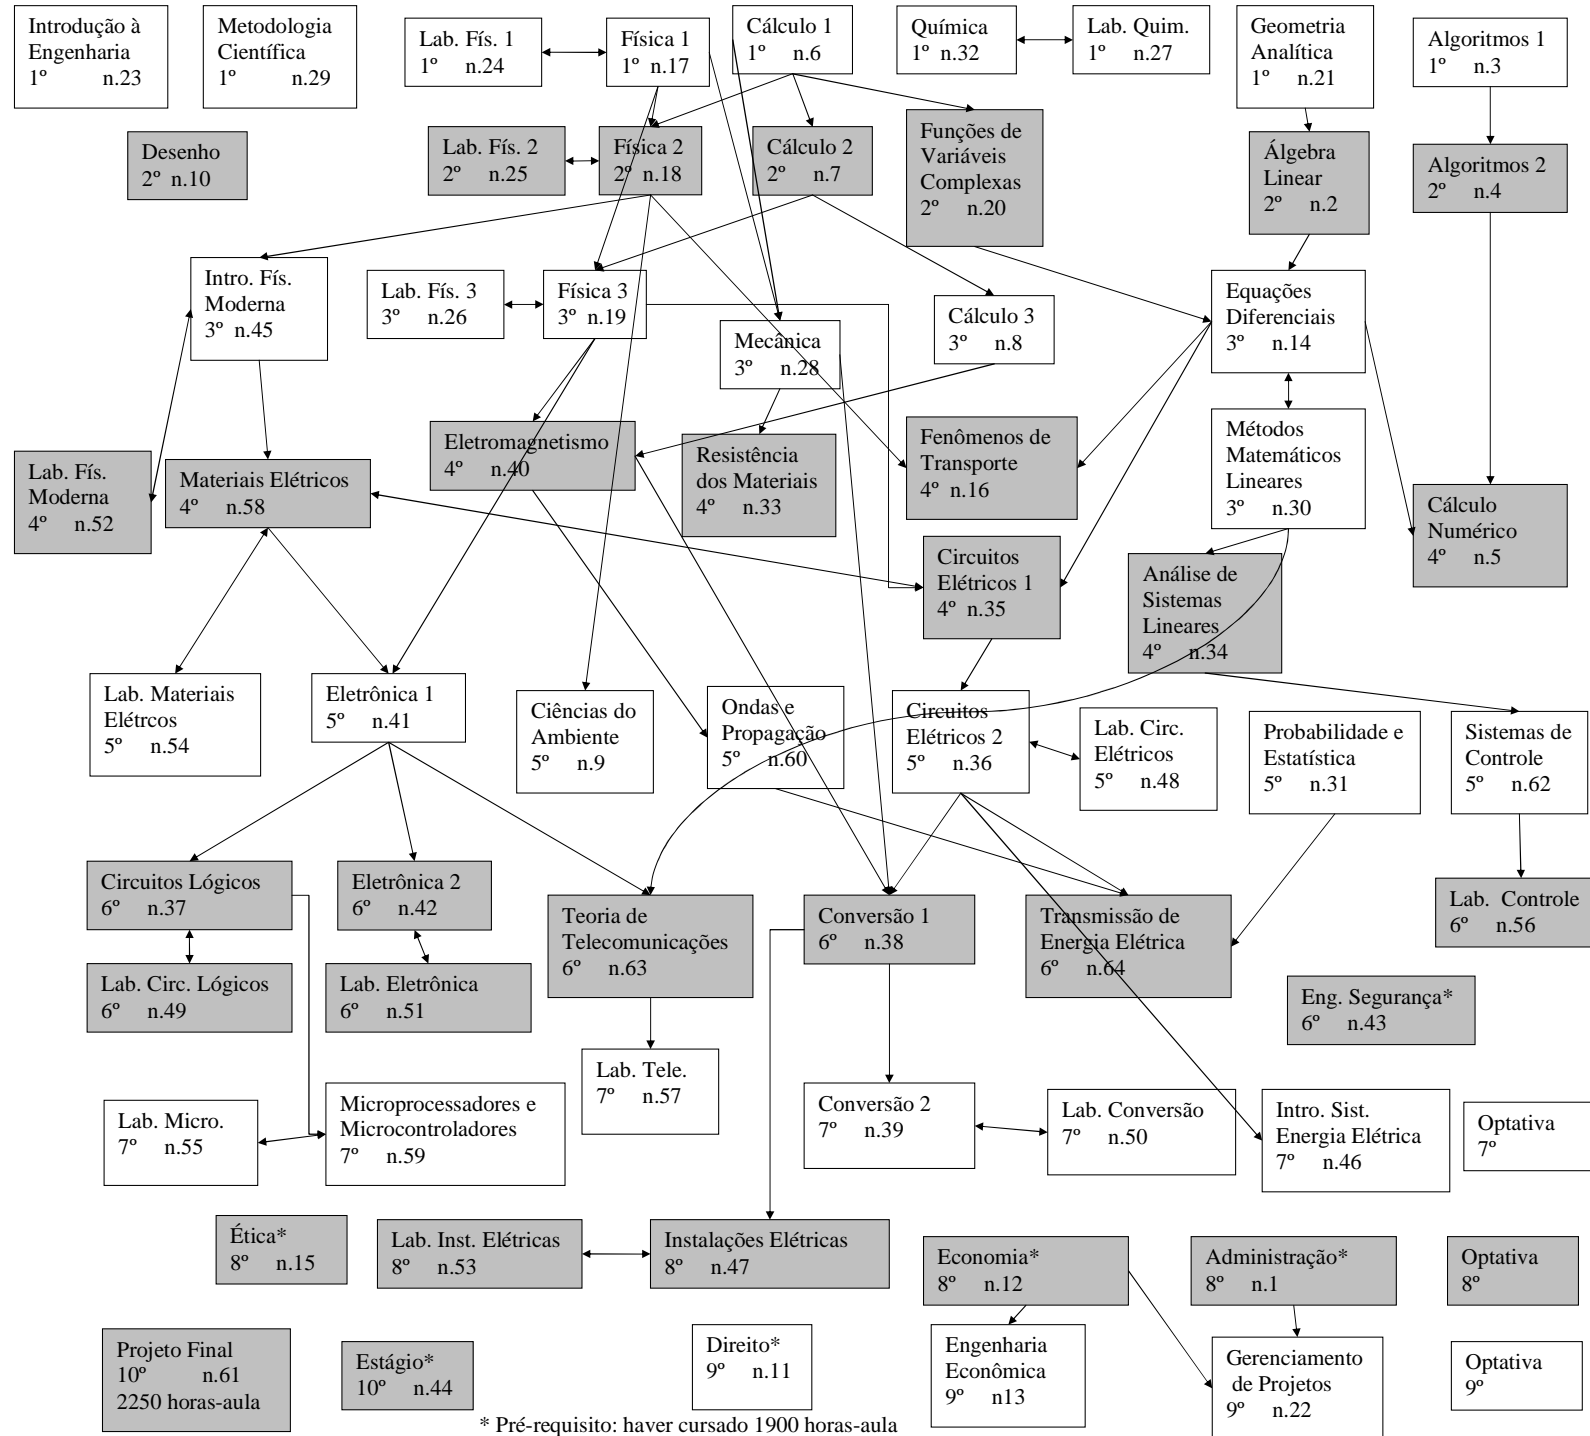 Introdução à
Engenharia
1º n.23
Metodologia
Científica
1º n.29
Lab. Fís. 1
1º n.24
Física 1
1º n.17
Cálculo 1
1º n.6
Química
1º n.32
Lab. Quim.
1º n.27
Geometria
Analítica
1º n.21
Algoritmos 1
1º n.3
Desenho
2º n.10
Lab. Fís. 2
2º n.25
Física 2
2º n.18
Cálculo 2
2º n.7
Funções de
Variáveis
Complexas
2º n.20
Álgebra
Linear
2º n.2
Algoritmos 2
2º n.4
Intro. Fís.
Moderna
3º n.45
Lab. Fís. 3
3º n.26
Física 3
3º n.19
Mecânica
3º n.28
Cálculo 3
3º n.8
Equações
Diferenciais
3º n.14
Métodos
Matemáticos
Lineares
3º n.30
Lab. Fís.
Moderna
4º n.52
Materiais Elétricos
4º n.58
Eletromagnetismo
4º n.40
Resistência
dos Materiais
4º n.33
Fenômenos de
Transporte
4º n.16
Circuitos
Elétricos 1
4º n.35
Análise de
Sistemas
Lineares
4º n.34
Cálculo
Numérico
4º n.5
Lab. Materiais
Elétrcos
5º n.54
Eletrônica 1
5º n.41
Ciências do
Ambiente
5º n.9
Ondas e
Propagação
5º n.60
Circuitos
Elétricos 2
5º n.36
Lab. Circ.
Elétricos
5º n.48
Probabilidade e
Estatística
5º n.31
Sistemas de
Controle
5º n.62
Circuitos Lógicos
6º n.37
Eletrônica 2
6º n.42
Teoria de
Telecomunicações
6º n.63
Conversão 1
6º n.38
Transmissão de
Energia Elétrica
6º n.64
Lab. Controle
6º n.56
Lab. Circ. Lógicos
6º n.49
Lab. Eletrônica
6º n.51
Eng. Segurança*
6º n.43
Lab. Micro.
7º n.55
Microprocessadores e
Microcontroladores
7º n.59
Lab. Tele.
7º n.57
Conversão 2
7º n.39
Lab. Conversão
7º n.50
Intro. Sist.
Energia Elétrica
7º n.46
Optativa
7º
Ética*
8º n.15
Lab. Inst. Elétricas
8º n.53
Instalações Elétricas
8º n.47
Economia*
8º n.12
Administração*
8º n.1
Optativa
8º
Projeto Final
10º n.61
2250 horas-aula
Estágio*
10º n.44
Direito*
9º n.11
Engenharia
Econômica
9º n13
Gerenciamento
de Projetos
9º n.22
Optativa
9º
* Pré-requisito: haver cursado 1900 horas-aula